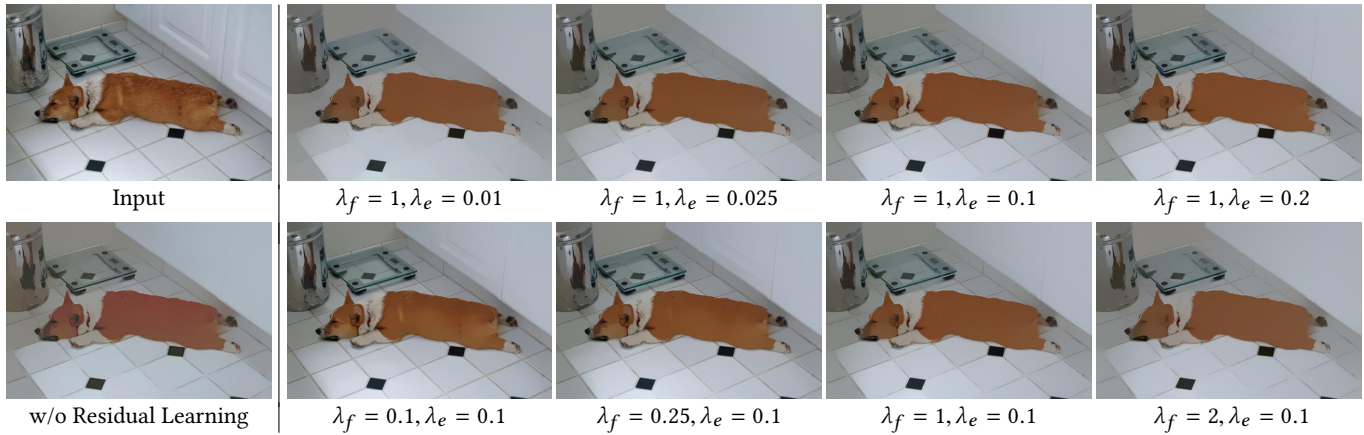 Input
λf = 1, λe = 0.01
λf = 1, λe = 0.025
λf = 1, λe = 0.1
λf = 1, λe = 0.2
w/o Residual Learning
λf = 0.1, λe = 0.1
λf = 0.25, λe = 0.1
λf = 1, λe = 0.1
λf = 2, λe = 0.1